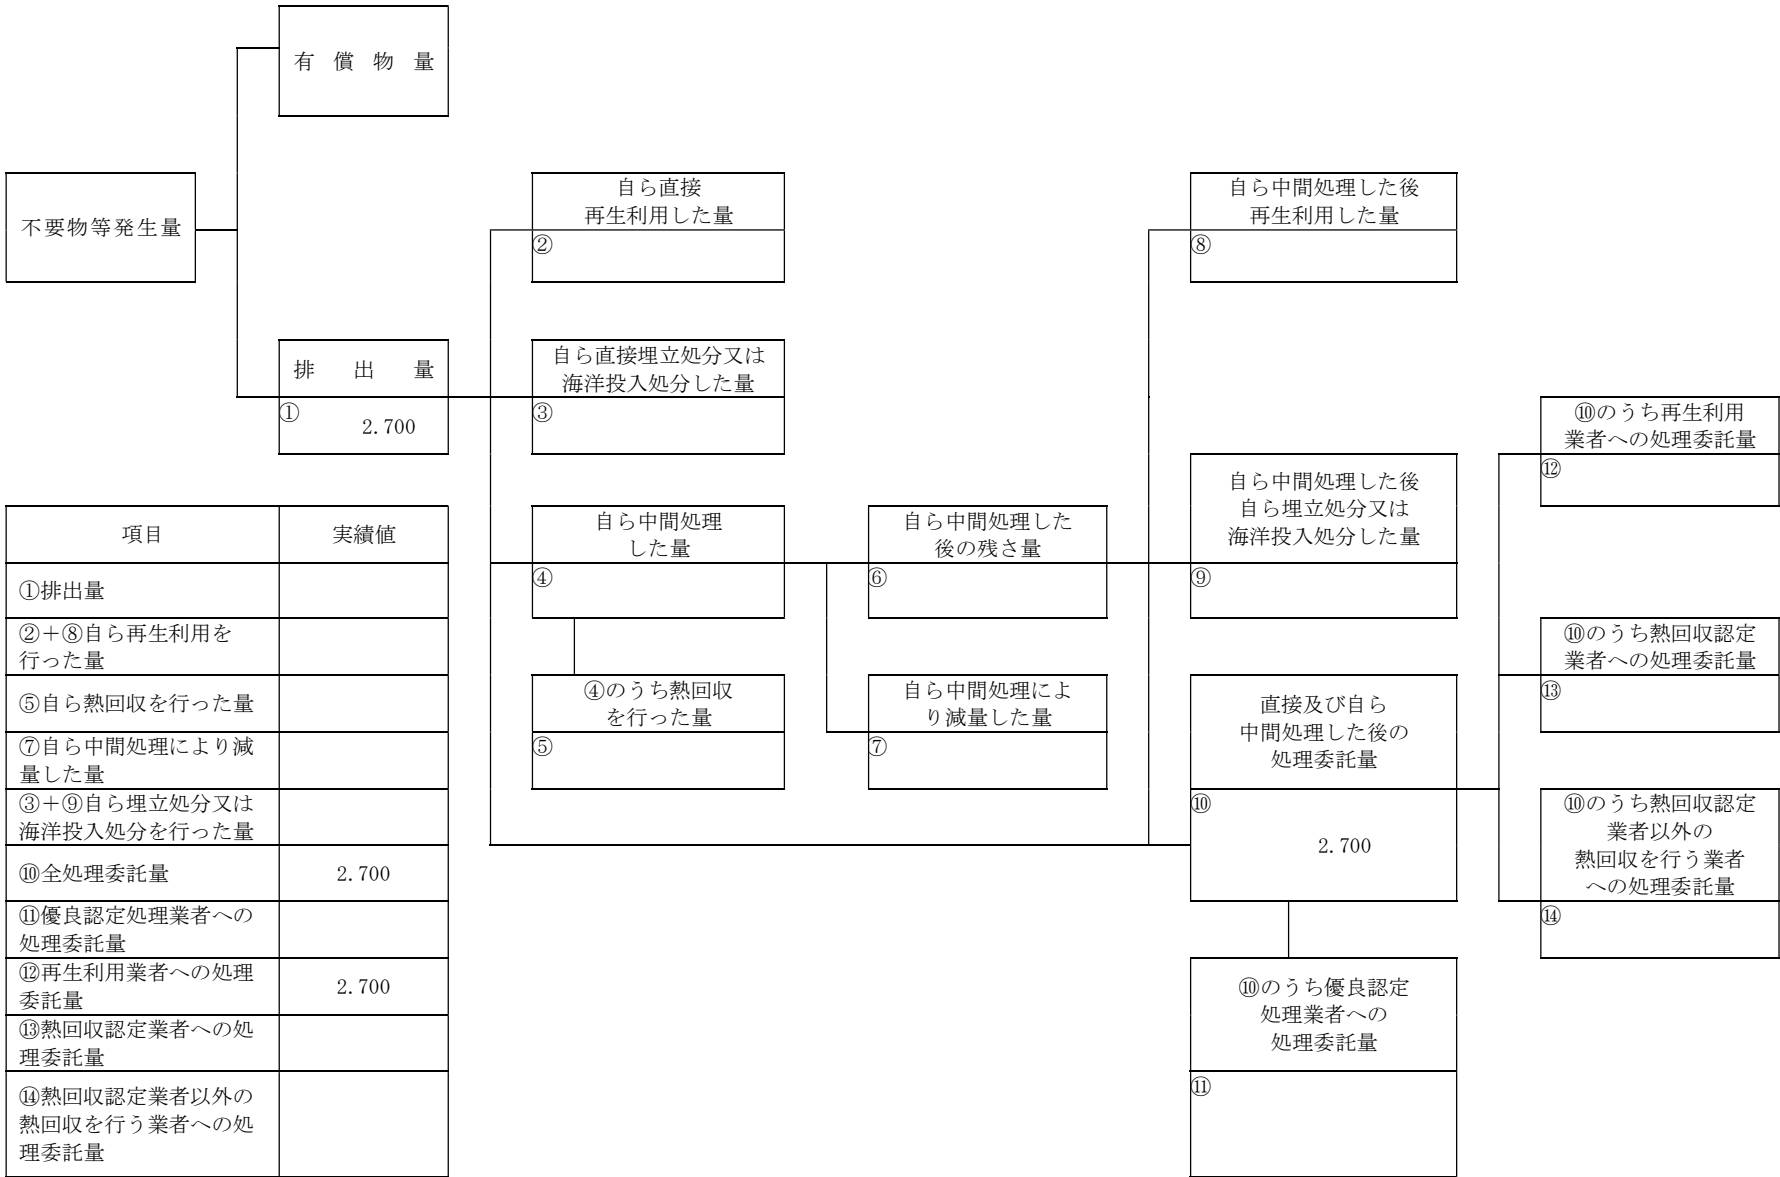 有 償 物 量
不要物等発生量
自ら直接
再生利用した量
②
自ら中間処理した後
再生利用した量
⑧
排 出 量
①
2.700
自ら直接埋立処分又は
海洋投入処分した量
③
⑩のうち再生利用
業者への処理委託量
⑫
自ら中間処理した後
自ら埋立処分又は
海洋投入処分した量
⑨
自ら中間処理
した量
④
自ら中間処理した
後の残さ量
⑥
⑩のうち熱回収認定
業者への処理委託量
⑬
④のうち熱回収
を行った量
⑤
自ら中間処理によ
り減量した量
⑦
直接及び自ら
中間処理した後の
処理委託量
⑩
2.700
⑩のうち熱回収認定
業者以外の
熱回収を行う業者
への処理委託量
⑭
⑩のうち優良認定
処理業者への
処理委託量
⑪
項目 実績値
①排出量
②+⑧自ら再生利用を
行った量
⑤自ら熱回収を行った量
⑦自ら中間処理により減
量した量
③+⑨自ら埋立処分又は
海洋投入処分を行った量
⑩全処理委託量 2.700
⑪優良認定処理業者への
処理委託量
⑫再生利用業者への処理
委託量 2.700
⑬熱回収認定業者への処
理委託量
⑭熱回収認定業者以外の
熱回収を行う業者への処
理委託量